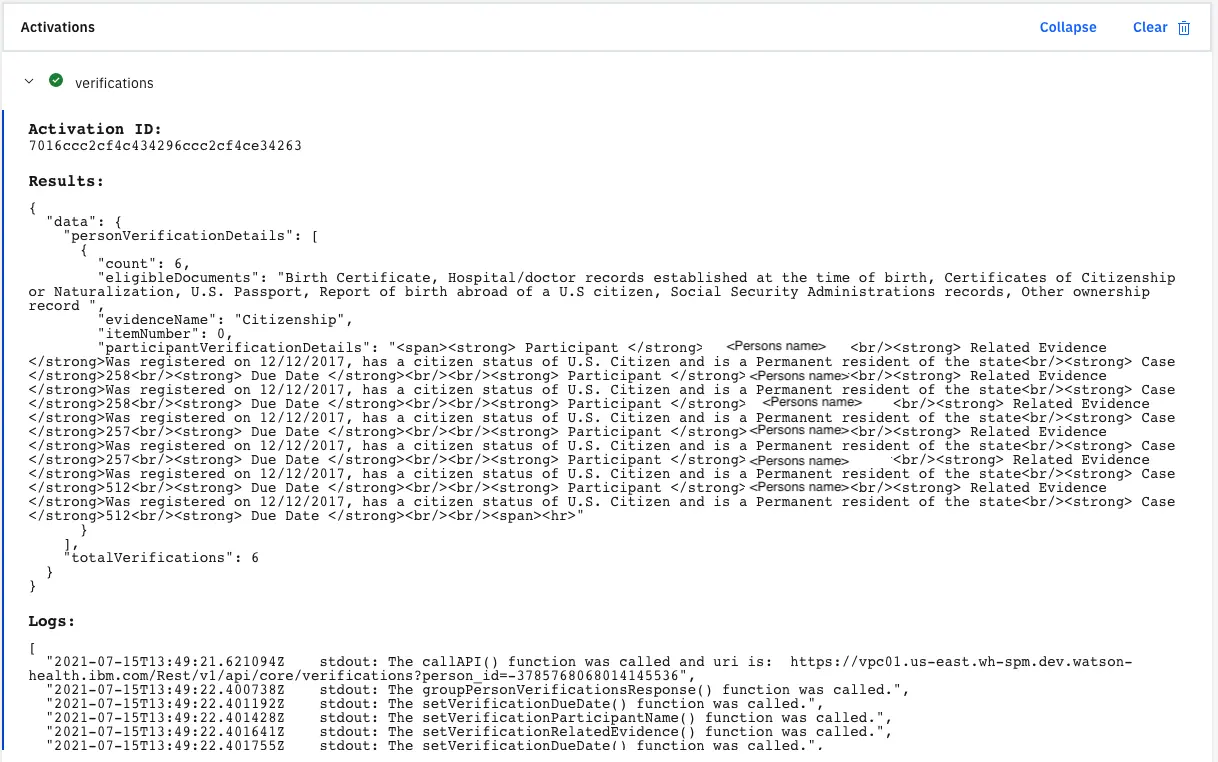 Activations
Collapse
Clear
verifications
Activation ID:
7016ccc2cf4c434296ccc2cf4ce34263
Results:
{
"data": {
"personVerificationDetails": [
{
"count": 6,
"eligibleDocuments": "Birth Certificate, Hospital/doctor records established at the time of birth, Certificates of Citizenship
or Naturalization, U.S. Passport, Report of birth abroad of a U.S citizen, Social Security Administrations records, Other ownership
record ",
"evidenceName": "Citizenship",
"itemNumber": 0,
"participantVerificationDetails": "<span><strong> Participant </strong> <Persons name> <br/><strong> Related Evidence
</strong>Was registered on 12/12/2017, has a citizen status of U.S. Citizen and is a Permanent resident of the state<br/><strong> Case
</strong>258<br/><strong> Due Date </strong><br/><br/><strong> Participant </strong><Persons name><br/><strong> Related Evidence
</strong>Was registered on 12/12/2017, has a citizen status of U.S. Citizen and is a Permanent resident of the state<br/><strong> Case
</strong>258<br/><strong> Due Date </strong><br/><br/><strong> Participant </strong> <Persons name> <br/><strong> Related Evidence
</strong>Was registered on 12/12/2017, has a citizen status of U.S. Citizen and is a Permanent resident of the state<br/><strong> Case
</strong>257<br/><strong> Due Date </strong><br/><br/><strong> Participant </strong><Persons name><br/><strong> Related Evidence
</strong>Was registered on 12/12/2017, has a citizen status of U.S. Citizen and is a Permanent resident of the state<br/><strong> Case
</strong>257<br/><strong> Due Date </strong><br/><br/><strong> Participant </strong><Persons name> <br/><strong> Related Evidence
</strong>Was registered on 12/12/2017, has a citizen status of U.S. Citizen and is a Permanent resident of the state<br/><strong> Case
</strong>512<br/><strong> Due Date </strong><br/><br/><strong> Participant </strong><Persons name><br/><strong> Related Evidence
</strong>Was registered on 12/12/2017, has a citizen status of U.S. Citizen and is a Permanent resident of the state<br/><strong> Case
</strong>512<br/><strong> Due Date </strong><br/><br/><span><hr>"
}
],
"totalVerifications": 6
}
}
Logs:
[
"2021-07-15T13:49:21.621094Z stdout: The callAPI() function was called and uri is: https://vpc01.us-east.wh-spm.dev.watson-
health.ibm.com/Rest/v1/api/core/verifications?person_id=-3785768068014145536",
"2021-07-15T13:49:22.400738Z stdout: The groupPersonVerificationsResponse() function was called.",
"2021-07-15T13:49:22.401192Z stdout: The setVerificationDueDate() function was called.",
"2021-07-15T13:49:22.401428Z stdout: The setVerificationParticipantName() function was called.",
"2021-07-15T13:49:22.401641Z stdout: The setVerificationRelatedEvidence() function was called.",
"2021-07-15T13:49:22.401755Z stdout: The setVerificationDueDate() function was called.",